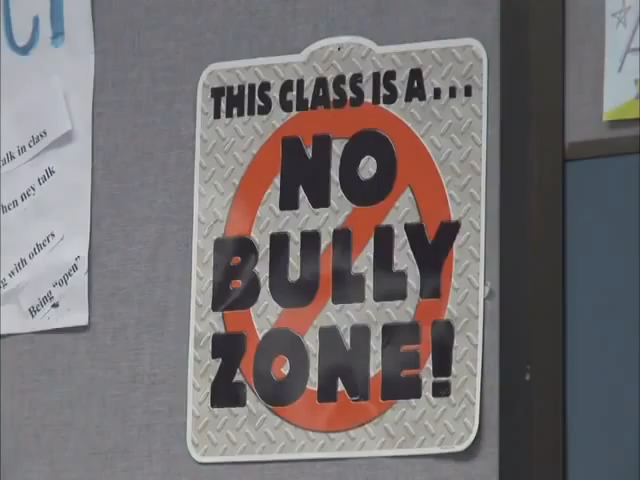 THIS CLASS IS A...
NO
BULLY
ZONE!
alk in class
hen ney talk
g with others
Being "open"